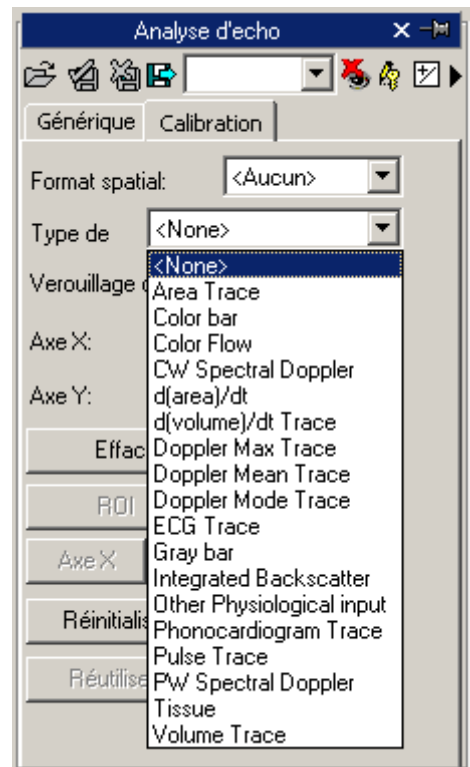 Analyse d'echo
Générique Calibration
Format spatial: <Aucun>
Type de <None>
<None>
Verouillage
Area Trace
Color bar
Axe X:
Color Flow
CW Spectral Doppler
Axe Y:
d(area)/dt
d(volume)/dt Trace
Effac
Doppler Max Trace
Doppler Mean Trace
ROI
Doppler Mode Trace
ECG Trace
Axe X
Gray bar
Integrated Backscatter
Other Physiological input
Réinitialis
Phonocardiogram Trace
Pulse Trace
Réutilise
PW Spectral Doppler
Tissue
Volume Trace